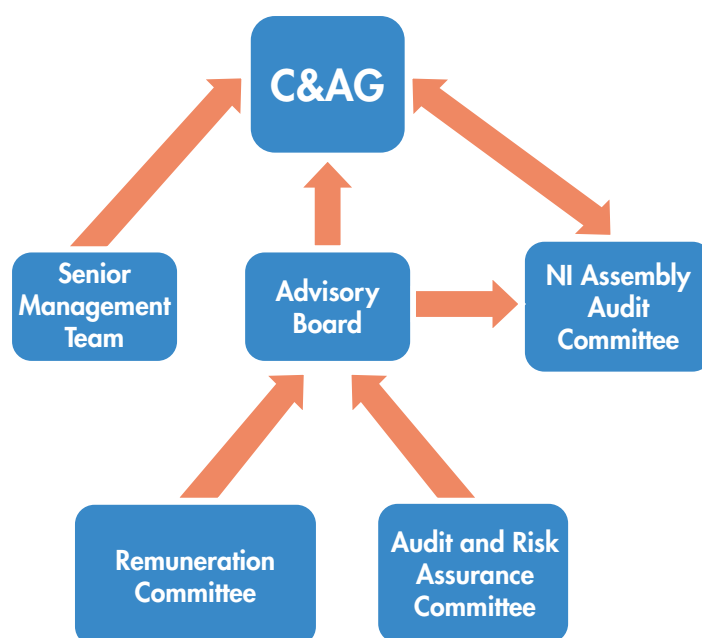 C&AG
Senior
Management
Team
Advisory
Board
NI Assembly
Audit
Committee
Remuneration
Committee
Audit and Risk
Assurance
Committee